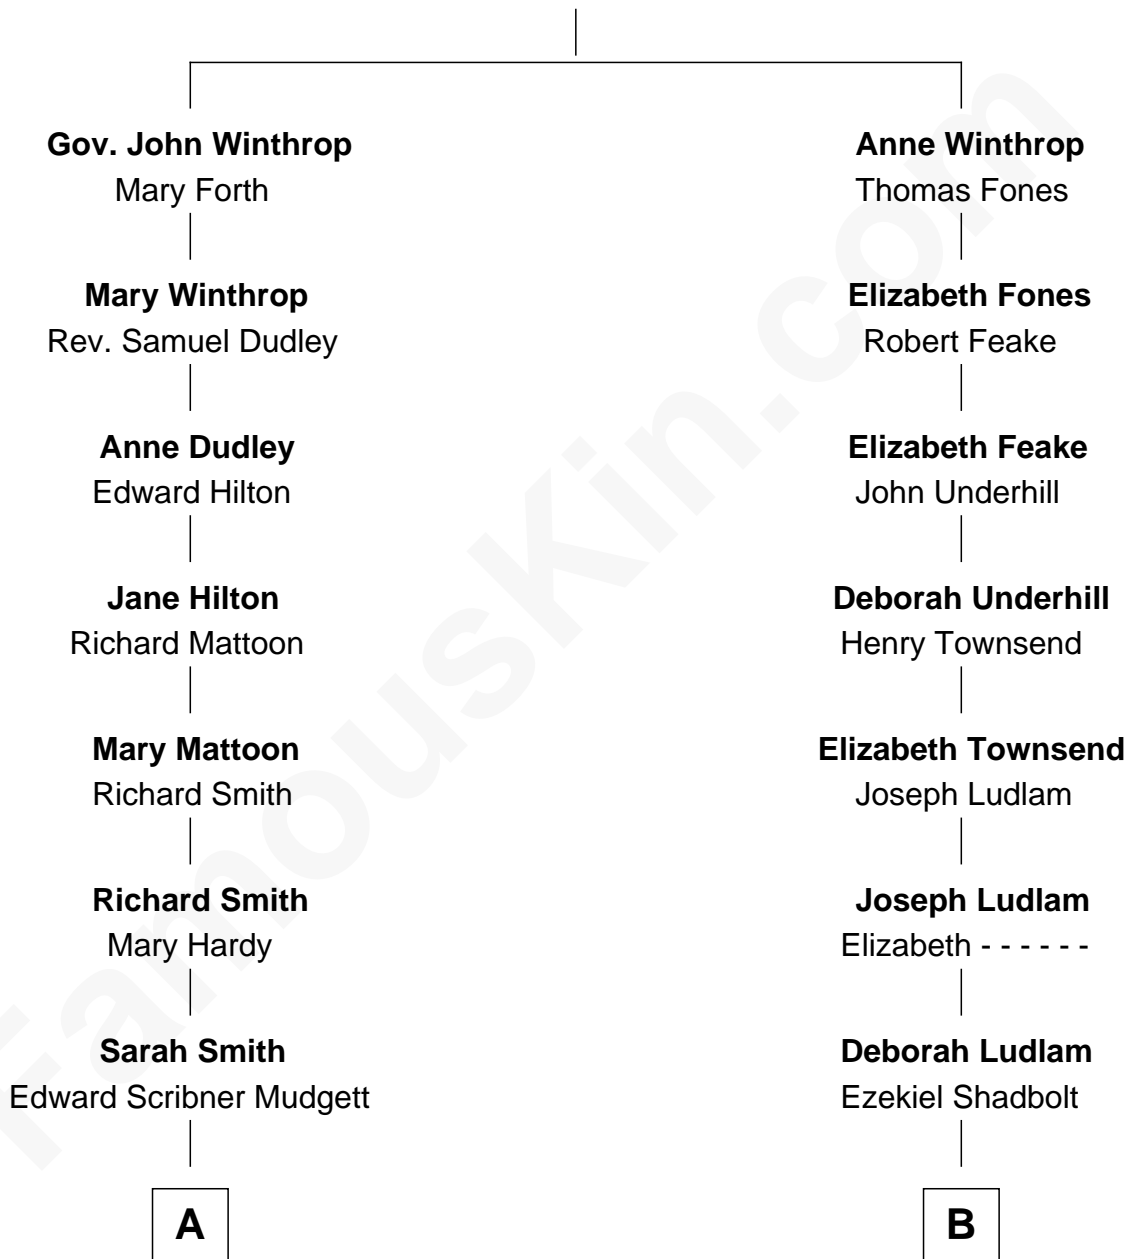 Gov. John Winthrop
Mary Forth
Mary Winthrop
Rev. Samuel Dudley
Anne Dudley
Edward Hilton
Jane Hilton
Richard Mattoon
Mary Mattoon
Richard Smith
Richard Smith
Mary Hardy
Sarah Smith
Edward Scribner Mudgett
A
Anne Winthrop
Thomas Fones
Elizabeth Fones
Robert Feake
Elizabeth Feake
John Underhill
Deborah Underhill
Henry Townsend
Elizabeth Townsend
Joseph Ludlam
Joseph Ludlam
Elizabeth - - - - - -
Deborah Ludlam
Ezekiel Shadbolt
B
FamousKin.com